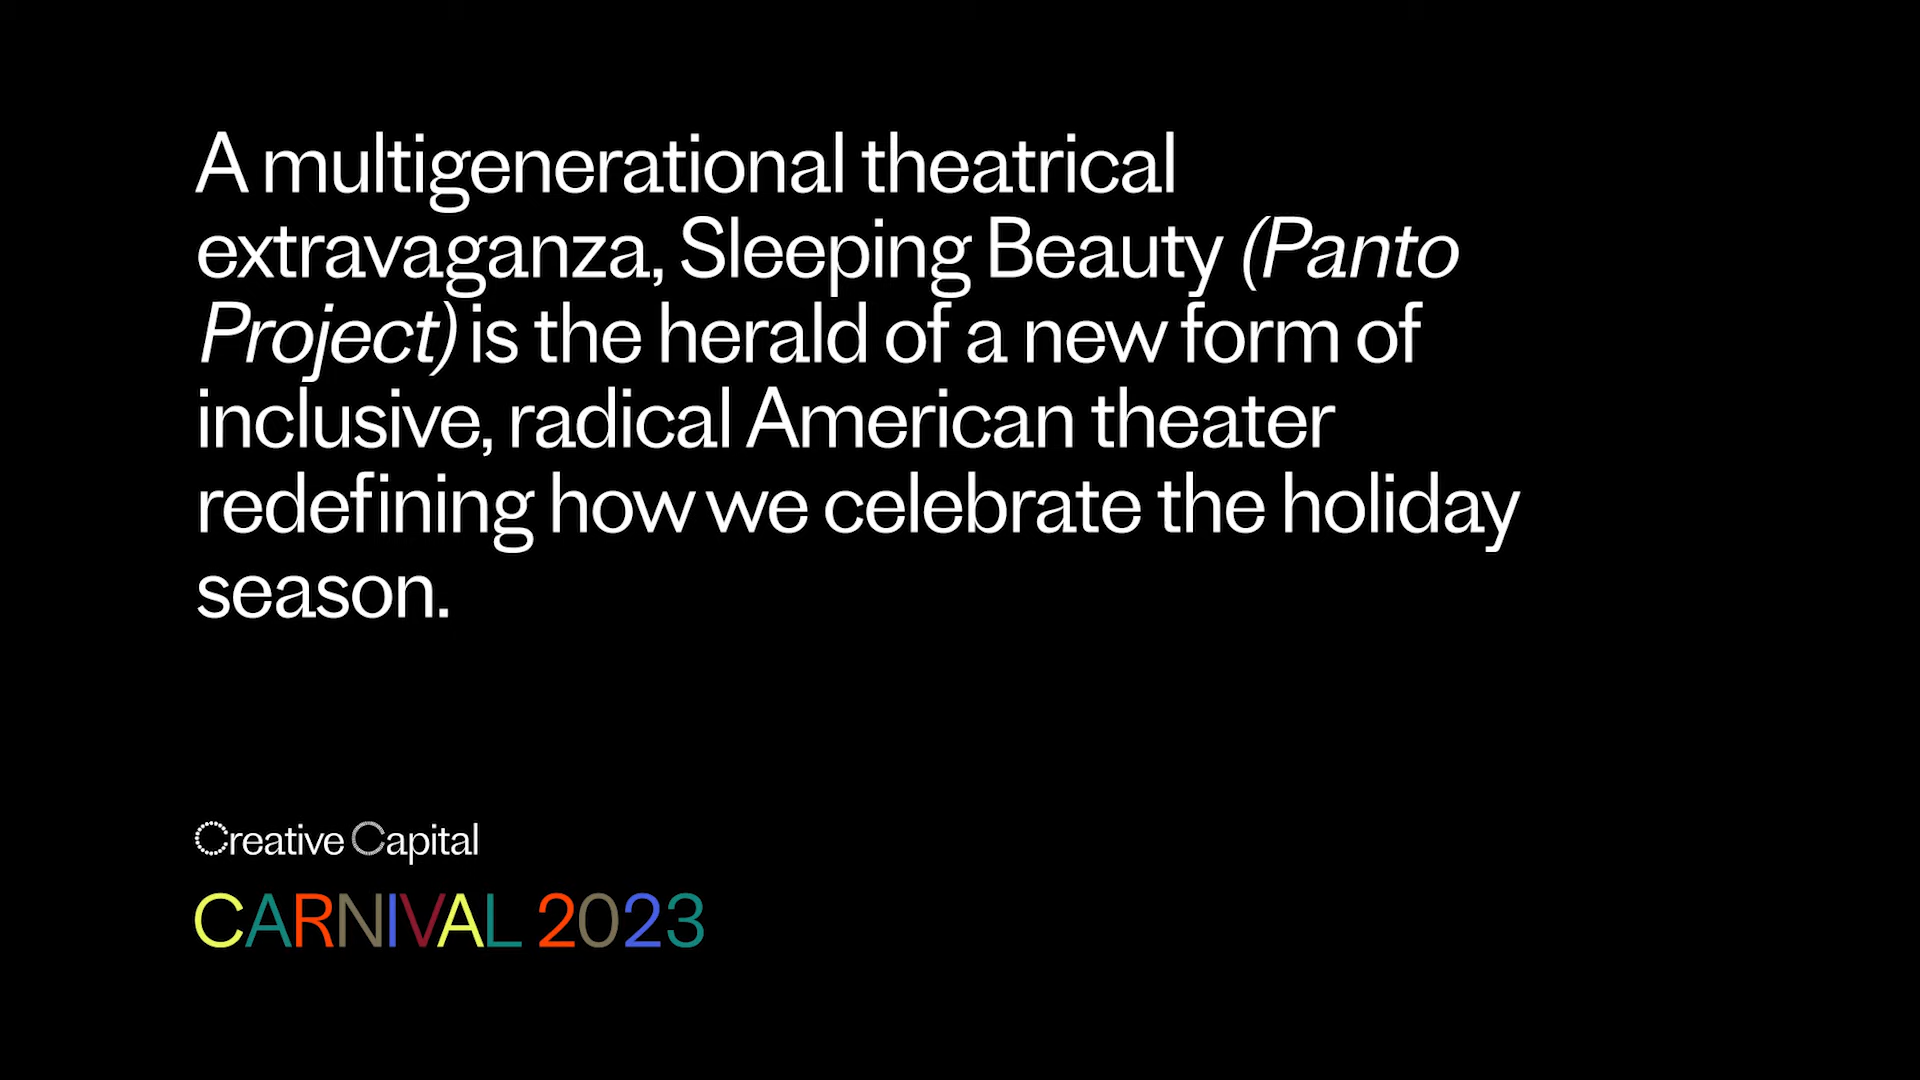 A multigenerational theatrical
extravaganza, Sleeping Beauty (Panto
Project) is the herald of a new form of
inclusive, radical American theater
redefining how we celebrate the holiday
season.
Creative Capital
CARNIVAL 2023